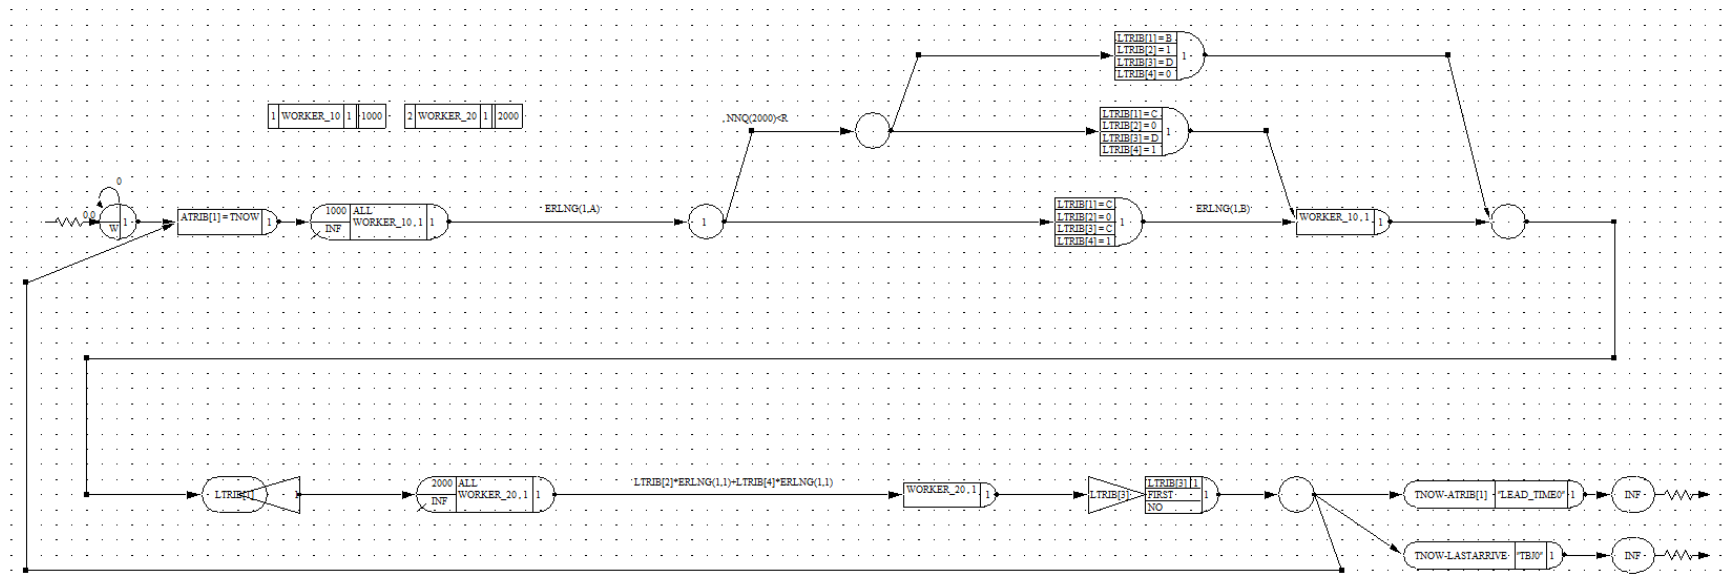 LTRIB[1] = B
LTRIB[2] = 1
LTRIB[3] = D
LTRIB[4] = 0
1
1 WORKER_10 1 1000
2 WORKER_20 1 2000
,NNQ(2000)<R
LTRIB[1] = C
LTRIB[2] = 0
LTRIB[3] = D
LTRIB[4] = 1
1
0
0,0
1
W
ATRIB[1] = TNOW 1
1000 ALL
WORKER_10,1 1
INF
ERLNG(1,A)
1
LTRIB[1] = C
LTRIB[2] = 0
LTRIB[3] = C
LTRIB[4] = 1
1
ERLNG(1,B)
WORKER_10,1 1
LTRIB[1]
2000 ALL
WORKER_20,1 1
INF
LTRIB[2]*ERLNG(1,1)+LTRIB[4]*ERLNG(1,1)
WORKER_20,1 1
LTRIB[3]
LTRIB[3] 1
FIRST 1
NO
TNOW-ATRIB[1] "LEAD_TIME0" 1
INF
TNOW-LASTARRIVE "TBJ0" 1
INF